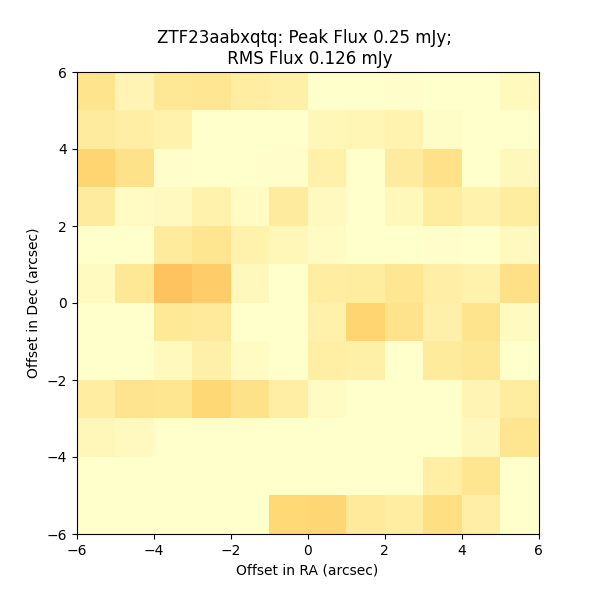 ZTF23aabxqtq: Peak Flux 0.25 mJy;
RMS Flux 0.126 mJy
6
4
2
0
−2
−4
−6
Offset in Dec (arcsec)
−6 −4 −2 0 2 4 6
Offset in RA (arcsec)